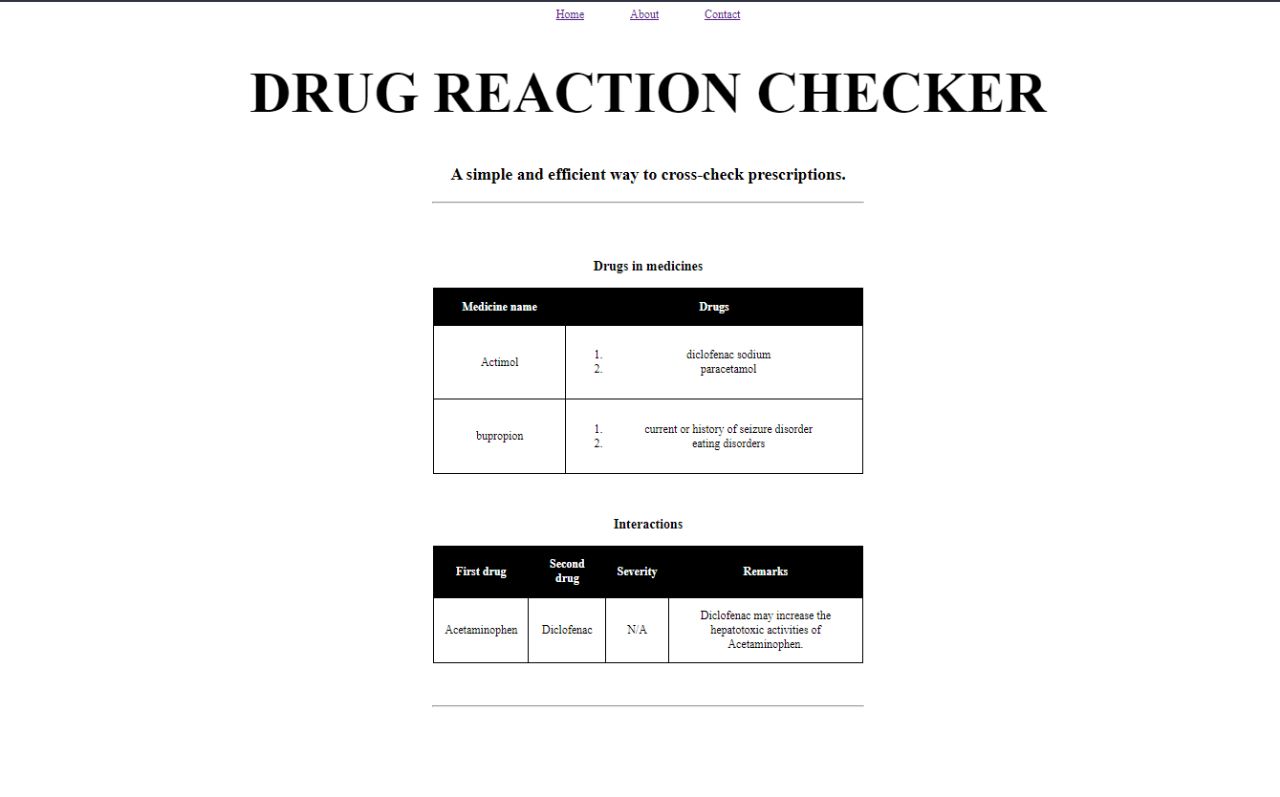 Home About Contact
DRUG REACTION CHECKER
A simple and efficient way to cross-check prescriptions.
Drugs in medicines
Medicine name Drugs
Actimol
1. diclofenac sodium
2. paracetamol
bupropion
1. current or history of seizure disorder
2. eating disorders
Interactions
First drug Second drug Severity Remarks
Acetaminophen Diclofenac N/A
Diclofenac may increase the
hepatotoxic activities of
Acetaminophen.